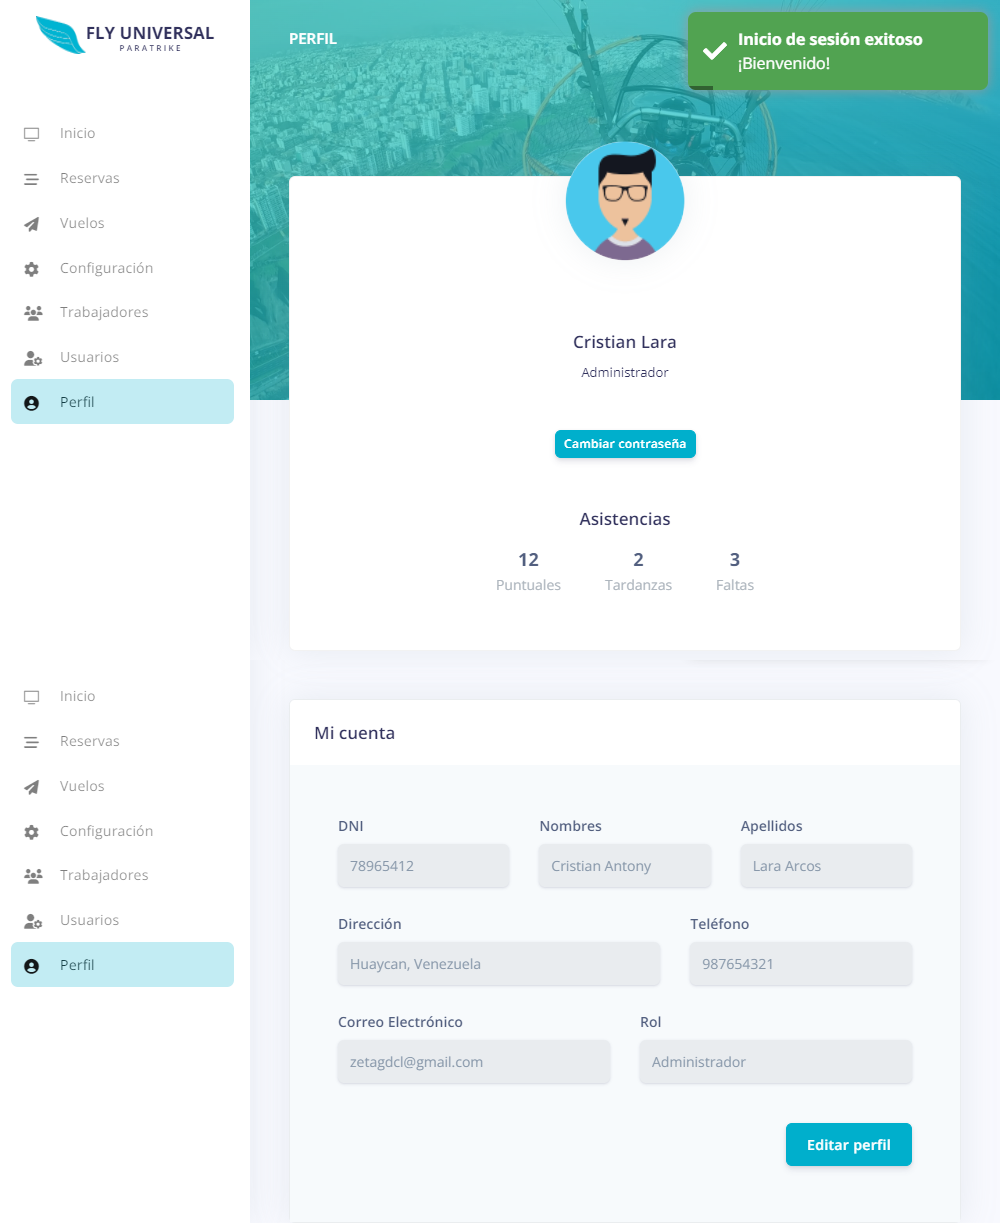 FLY UNIVERSAL
PARATRIKE
Inicio
Reservas
Vuelos
Configuración
Trabajadores
Usuarios
Perfil
PERFIL
Inicio de sesión exitoso
¡Bienvenido!
Cristian Lara
Administrador
Cambiar contraseña
Asistencias
12 2 3
Puntuales Tardanzas Faltas
Inicio
Reservas
Vuelos
Configuración
Trabajadores
Usuarios
Perfil
Mi cuenta
DNI Nombres Apellidos
78965412 Cristian Antony Lara Arcos
Dirección Teléfono
Huaycan, Venezuela 987654321
Correo Electrónico Rol
zetagdcl@gmail.com Administrador
Editar perfil